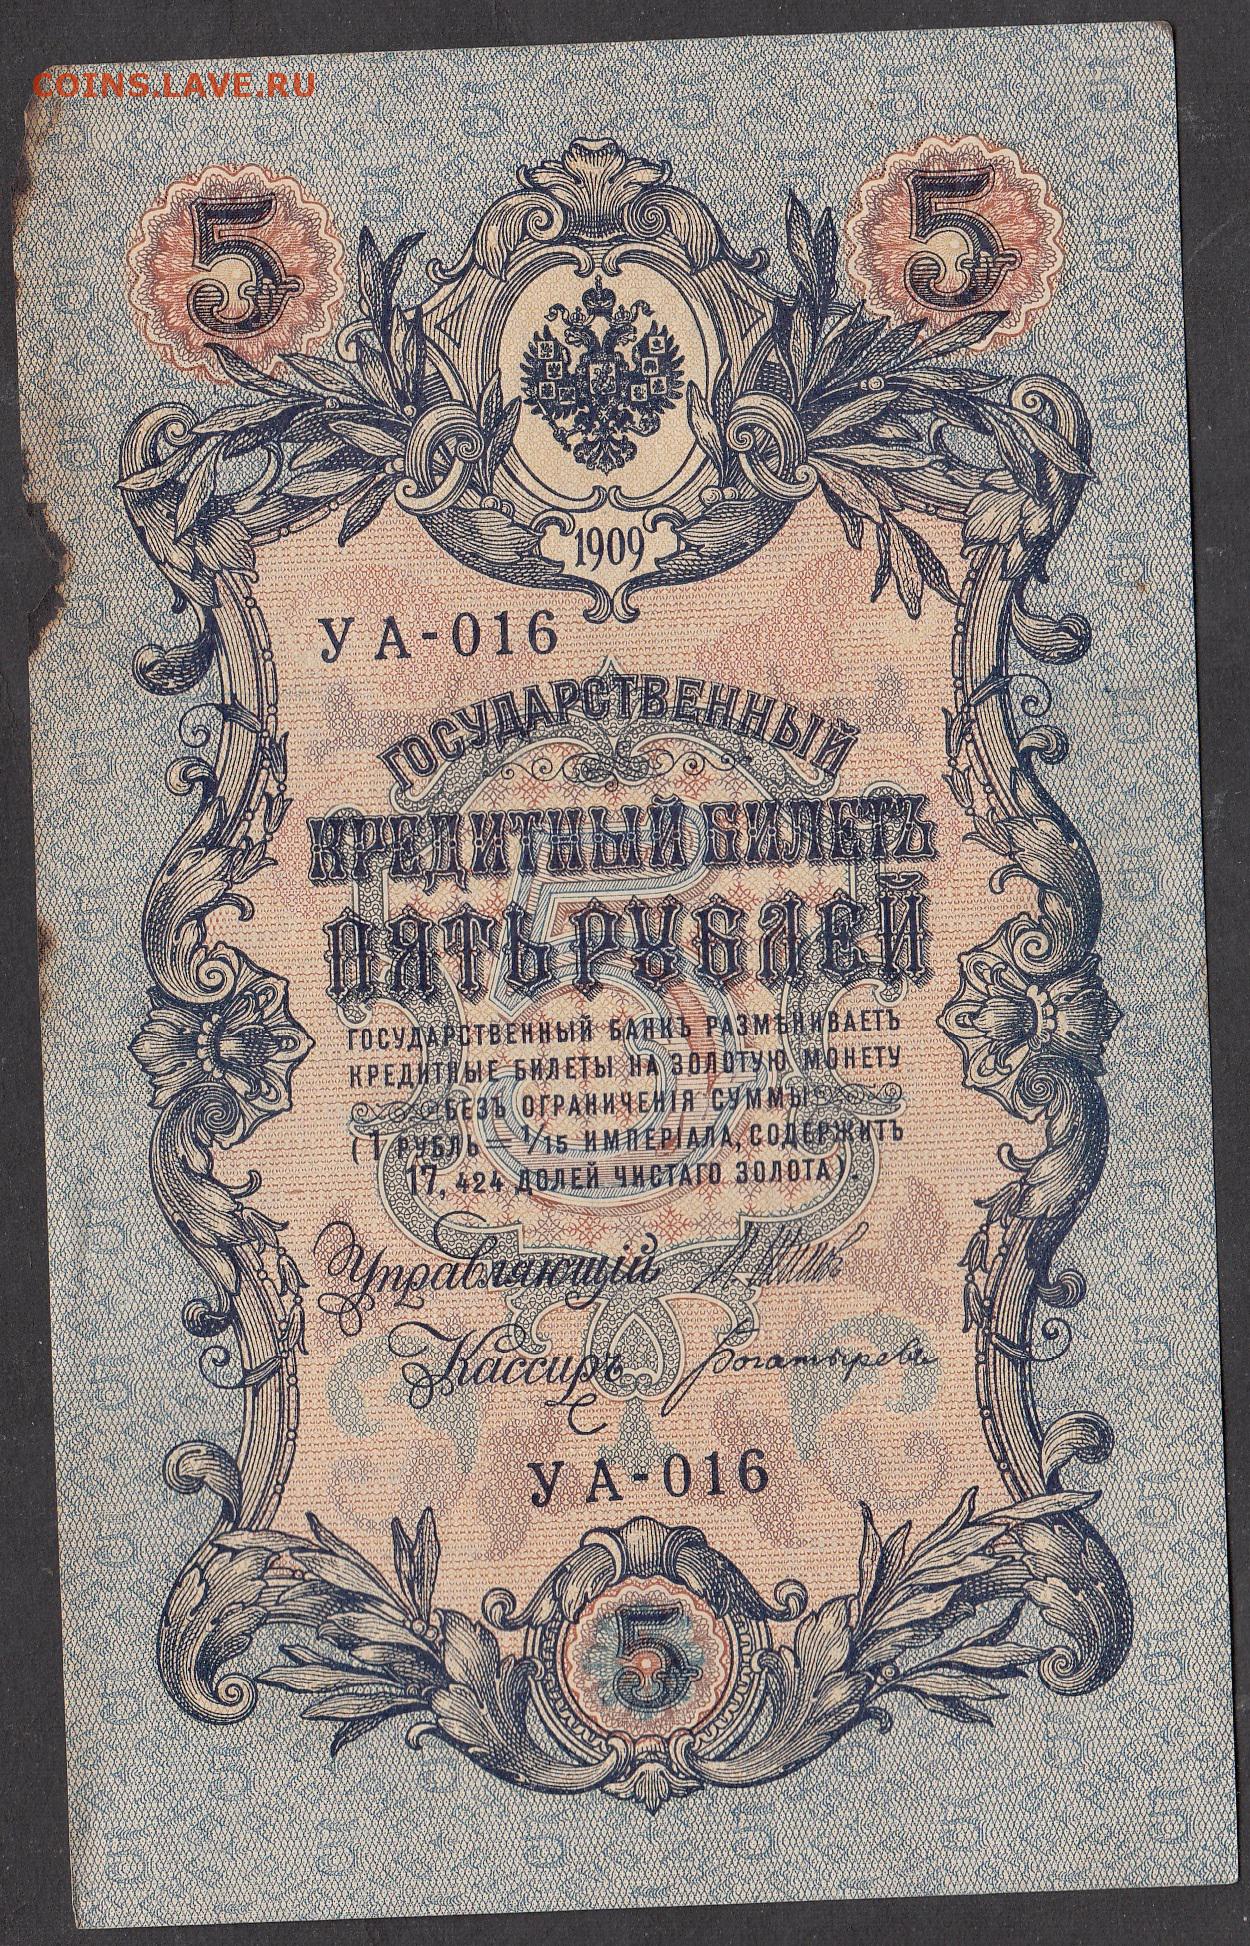 COINS.LAVE.RU
5 5
1909
УА-016
ГОСУДАРСТВЕННЫЙ
КРЕДИТНЫЙ БИЛЕТЪ
ПЯТЬ РУБЛЕЙ
ГОСУДАРСТВЕННЫЙ БАНКЪ РАЗМѢНИВАЕТЪ
КРЕДИТНЫЕ БИЛЕТЫ НА ЗОЛОТУЮ МОНЕТУ
БЕЗЪ ОГРАНИЧЕНІЯ СУММЫ
(1 РУБЛЬ = 1/15 ИМПЕРІАЛА, СОДЕРЖИТЪ
17,424 ДОЛЕЙ ЧИСТАГО ЗОЛОТА).
Управляющій
Кассиръ Богатыревъ
УА-016
5